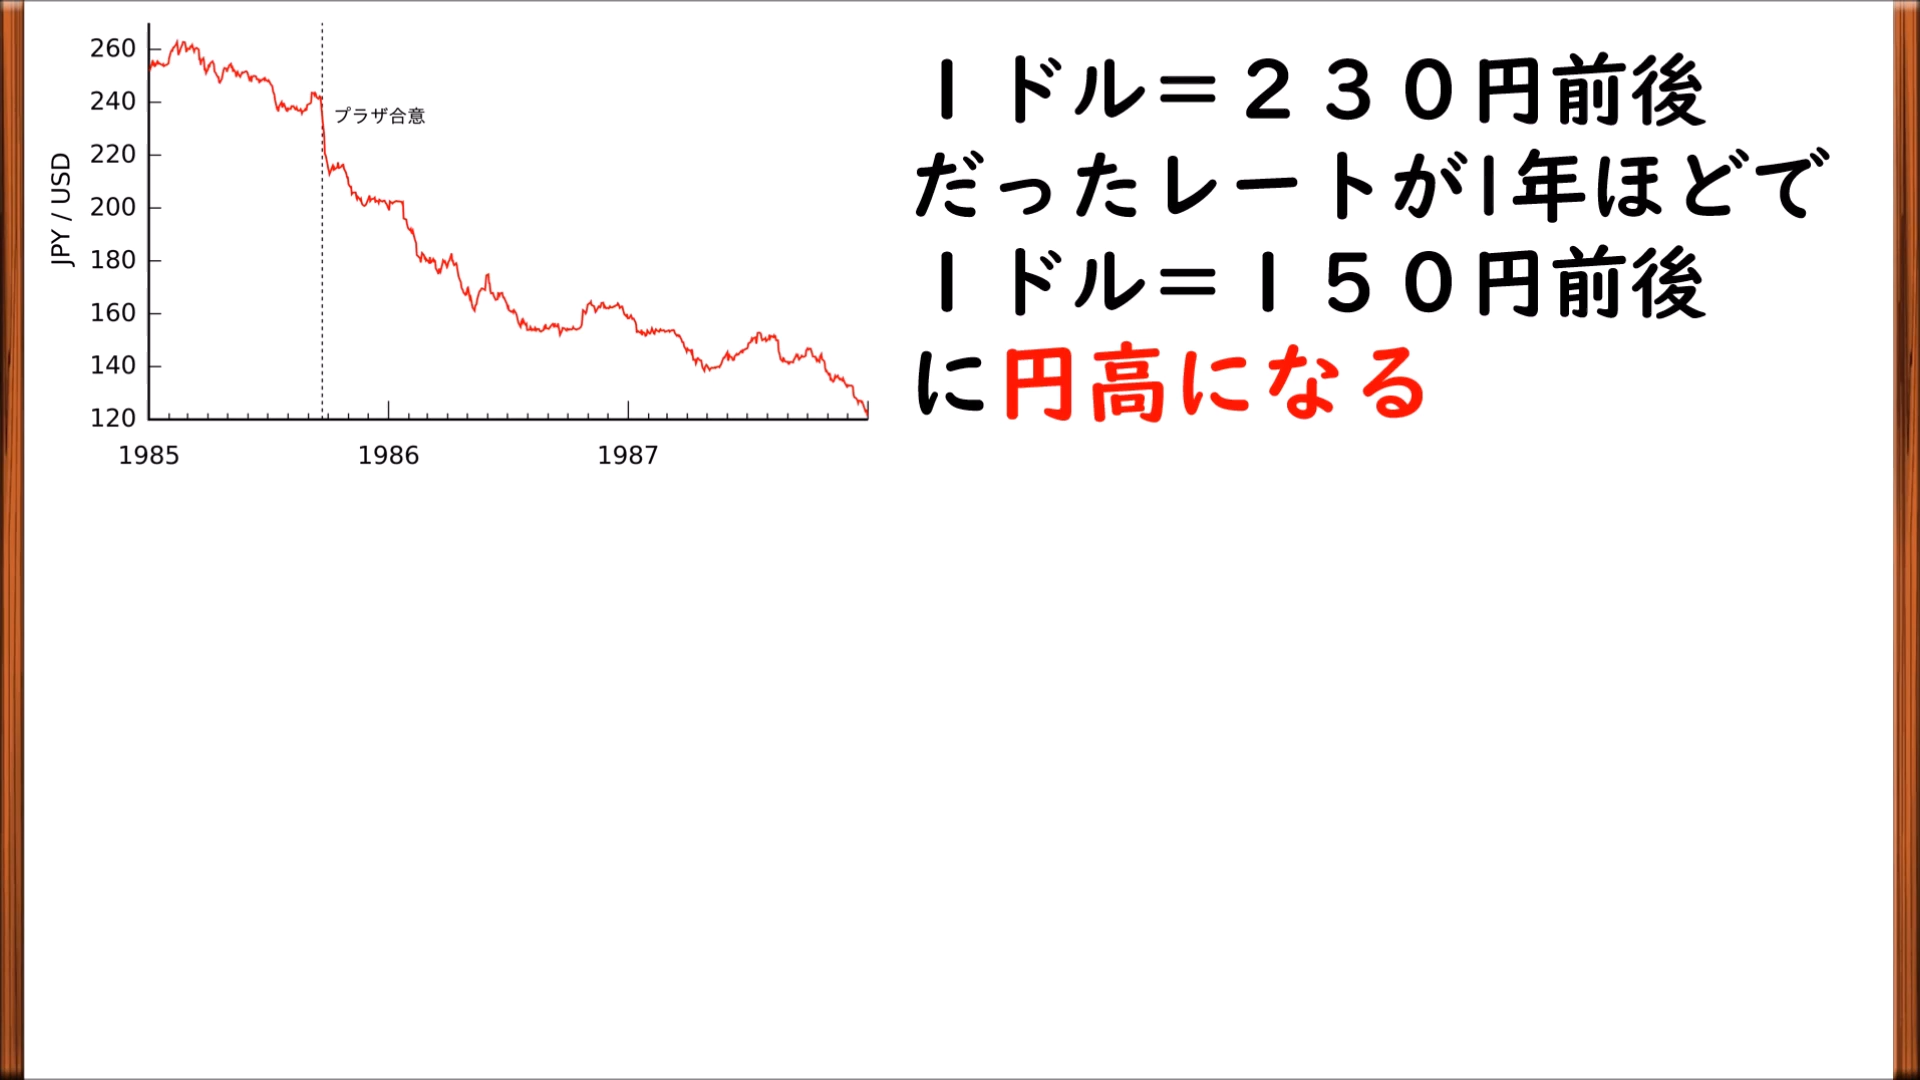 260
240
220
200
180
160
140
120
JPY / USD
プラザ合意
1985
1986
1987
１ドル＝２３０円前後
だったレートが1年ほどで
１ドル＝１５０円前後
に円高になる